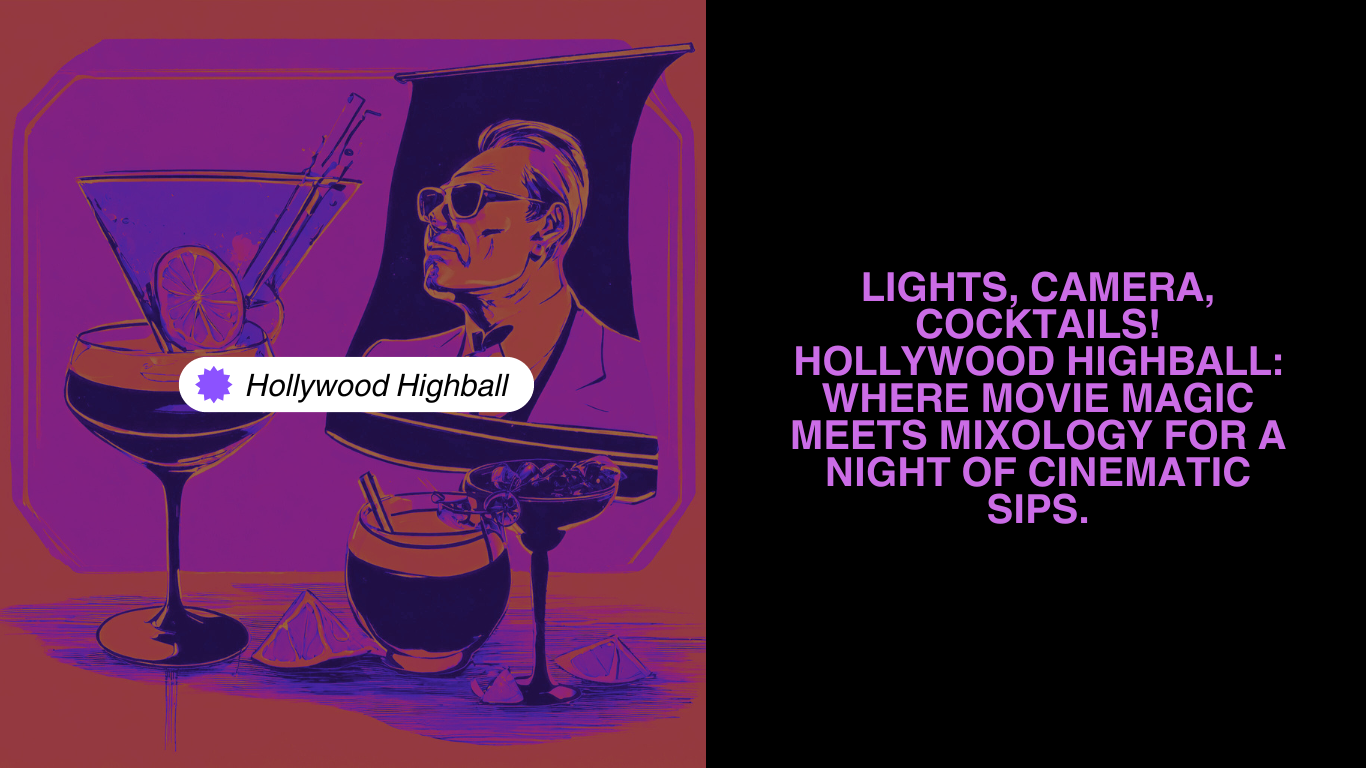 Hollywood Highball
LIGHTS, CAMERA,
COCKTAILS!
HOLLYWOOD HIGHBALL:
WHERE MOVIE MAGIC
MEETS MIXOLOGY FOR A
NIGHT OF CINEMATIC
SIPS.